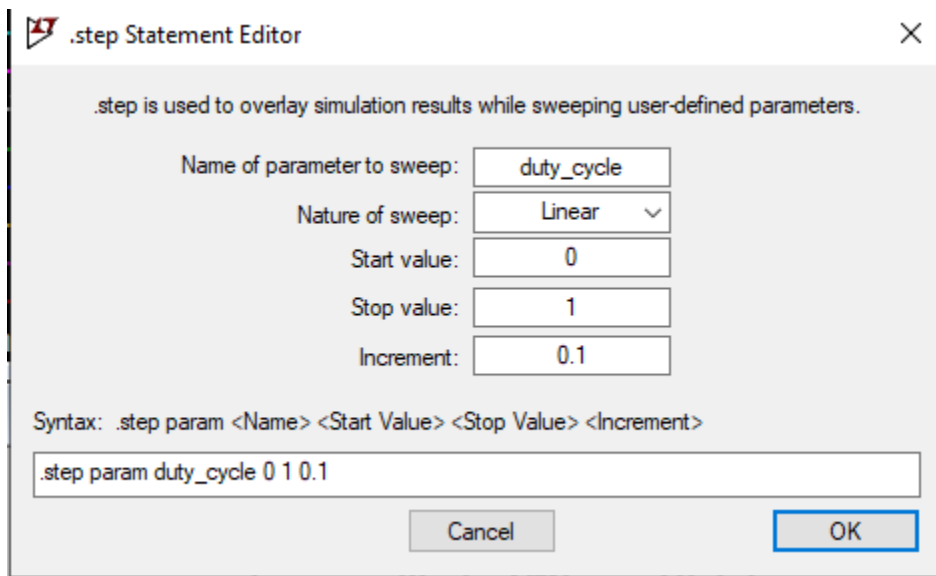 .step Statement Editor
.step is used to overlay simulation results while sweeping user-defined parameters.
Name of parameter to sweep: duty_cycle
Nature of sweep: Linear
Start value: 0
Stop value: 1
Increment: 0.1
Syntax: .step param <Name> <Start Value> <Stop Value> <Increment>
.step param duty_cycle 0 1 0.1
Cancel OK